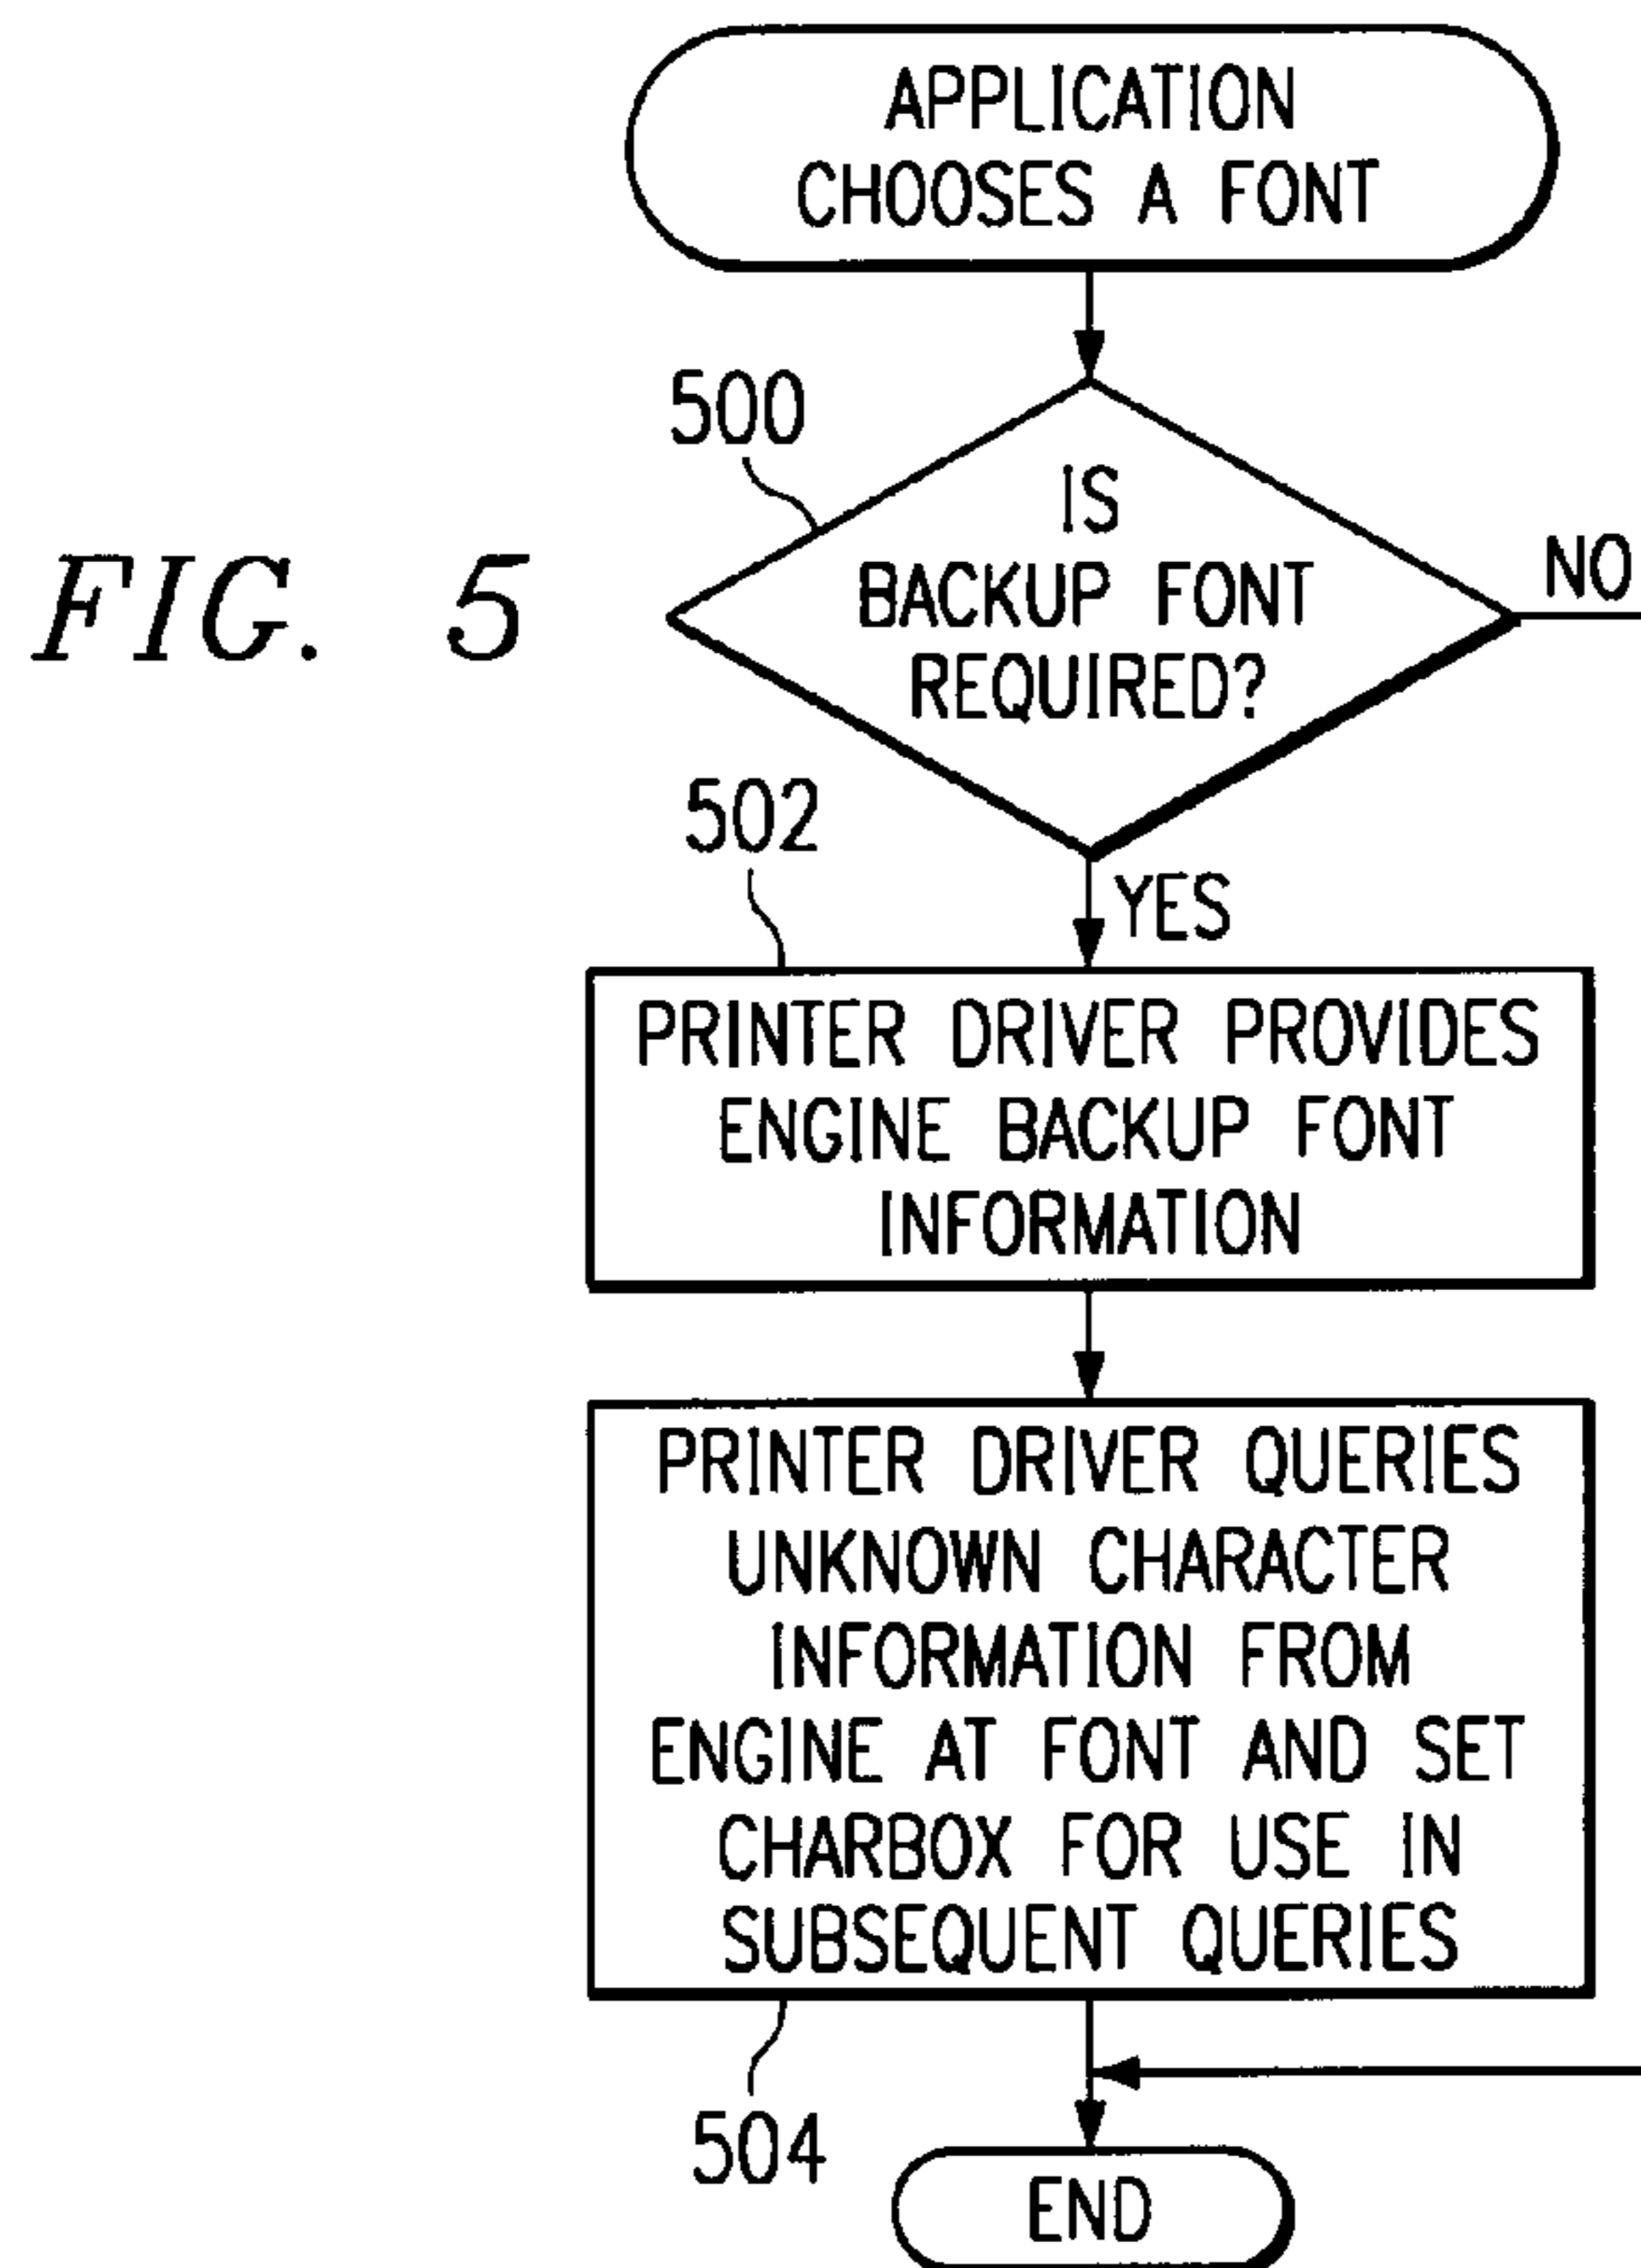 APPLICATION
CHOOSES A FONT
500
IS
BACKUP FONT
REQUIRED?
NO
FIG. 5
502
YES
PRINTER DRIVER PROVIDES
ENGINE BACKUP FONT
INFORMATION
PRINTER DRIVER QUERIES
UNKNOWN CHARACTER
INFORMATION FROM
ENGINE AT FONT AND SET
CHARBOX FOR USE IN
SUBSEQUENT QUERIES
504
END